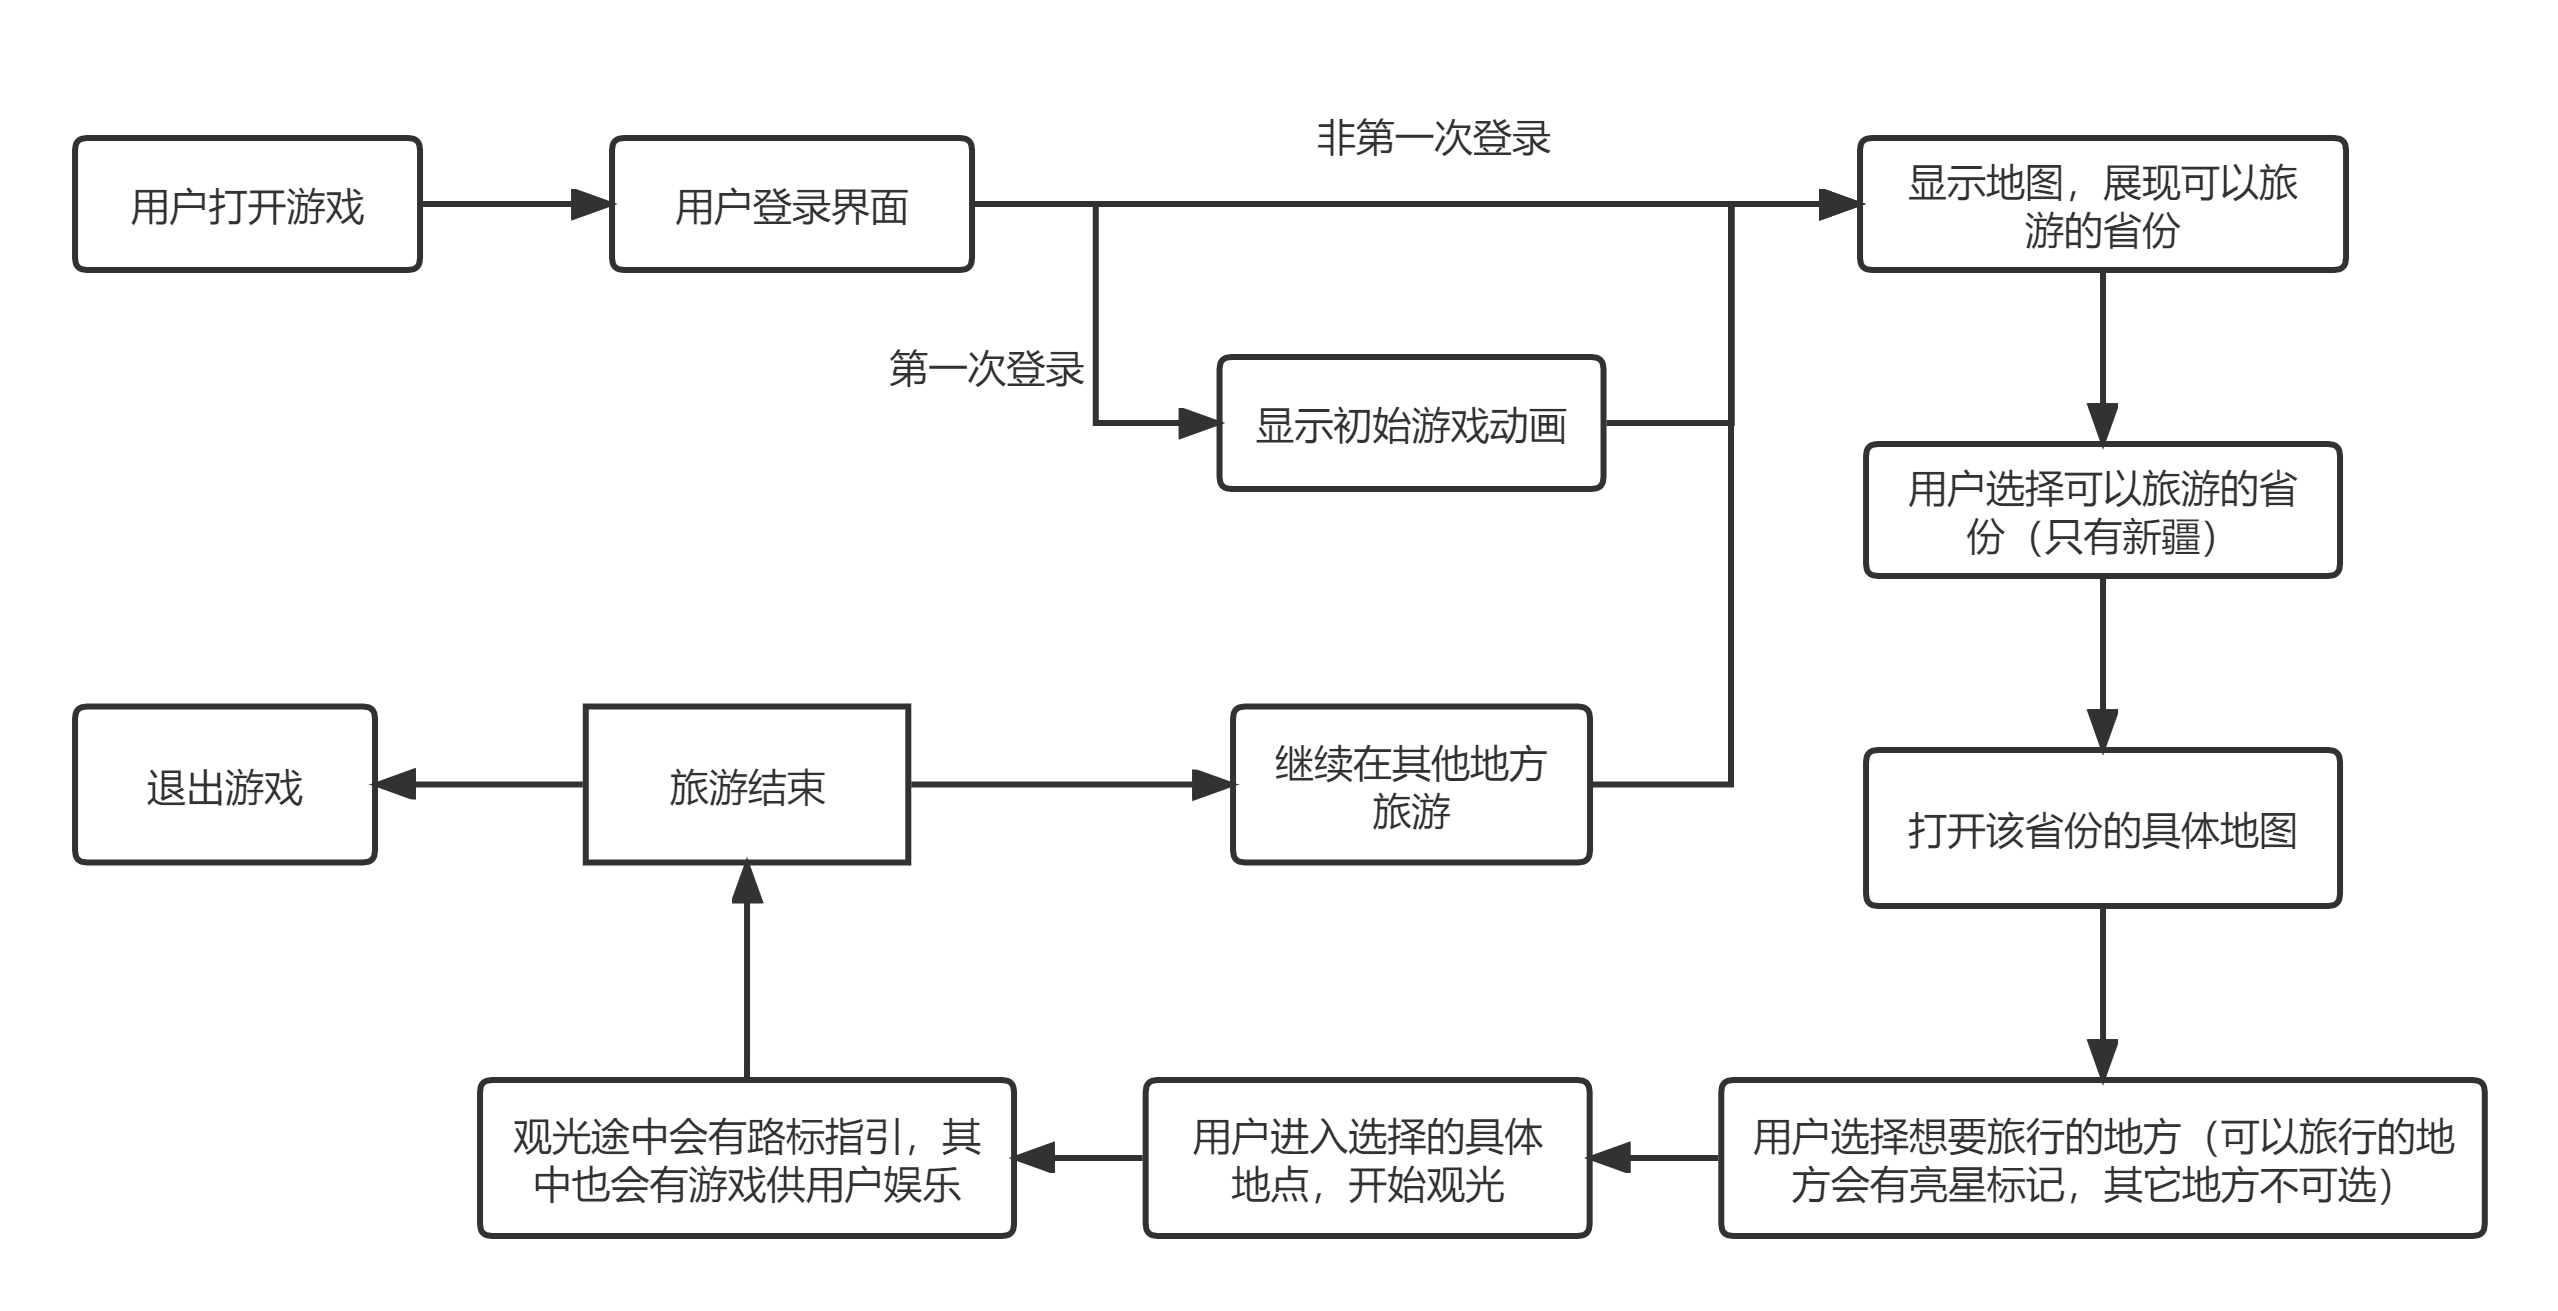 非第一次登录
用户打开游戏
用户登录界面
显示地图，展现可以旅
游的省份
第一次登录
显示初始游戏动画
用户选择可以旅游的省
份（只有新疆）
退出游戏
旅游结束
继续在其他地方
旅游
打开该省份的具体地图
观光途中会有路标指引，其
中也会有游戏供用户娱乐
用户进入选择的具体
地点，开始观光
用户选择想要旅行的地方（可以旅行的地
方会有亮星标记，其它地方不可选）